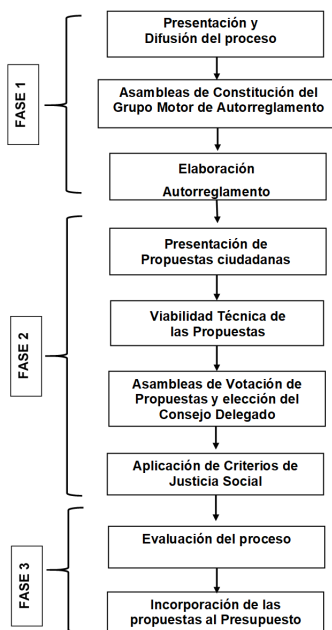 Presentación y
Difusión del proceso
FASE 1
Asambleas de Constitución del
Grupo Motor de Autorreglamento
Elaboración
Autorreglamento
Presentación de
Propuestas ciudadanas
FASE 2
Viabilidad Técnica de
las Propuestas
Asambleas de Votación de
Propuestas y elección del
Consejo Delegado
Aplicación de Criterios de
Justicia Social
FASE 3
Evaluación del proceso
Incorporación de las
propuestas al Presupuesto